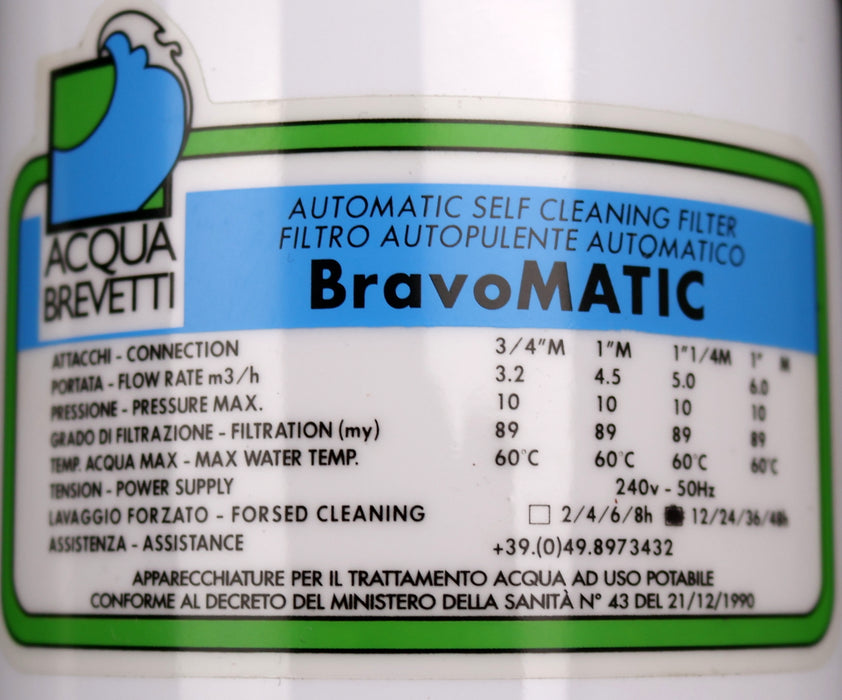 ACQUA
BREVETTI
AUTOMATIC SELF CLEANING FILTER
FILTRO AUTOPULENTE AUTOMATICO
BravoMATIC
ATTACCHI - CONNECTION 3/4"M 1"M 1"1/4M 1" M
PORTATA - FLOW RATE m3/h 3.2 4.5 5.0 6.0
PRESSIONE - PRESSURE MAX. 10 10 10 10
GRADO DI FILTRAZIONE - FILTRATION (my) 89 89 89 89
TEMP. ACQUA MAX - MAX WATER TEMP. 60°C 60°C 60°C 60°C
TENSION - POWER SUPPLY 240v - 50Hz
LAVAGGIO FORZATO - FORSED CLEANING 2/4/6/8h 12/24/36/48h
ASSISTENZA - ASSISTANCE +39.(0)49.8973432
APPARECCHIATURE PER IL TRATTAMENTO ACQUA AD USO POTABILE
CONFORME AL DECRETO DEL MINISTERO DELLA SANITÀ N° 43 DEL 21/12/1990